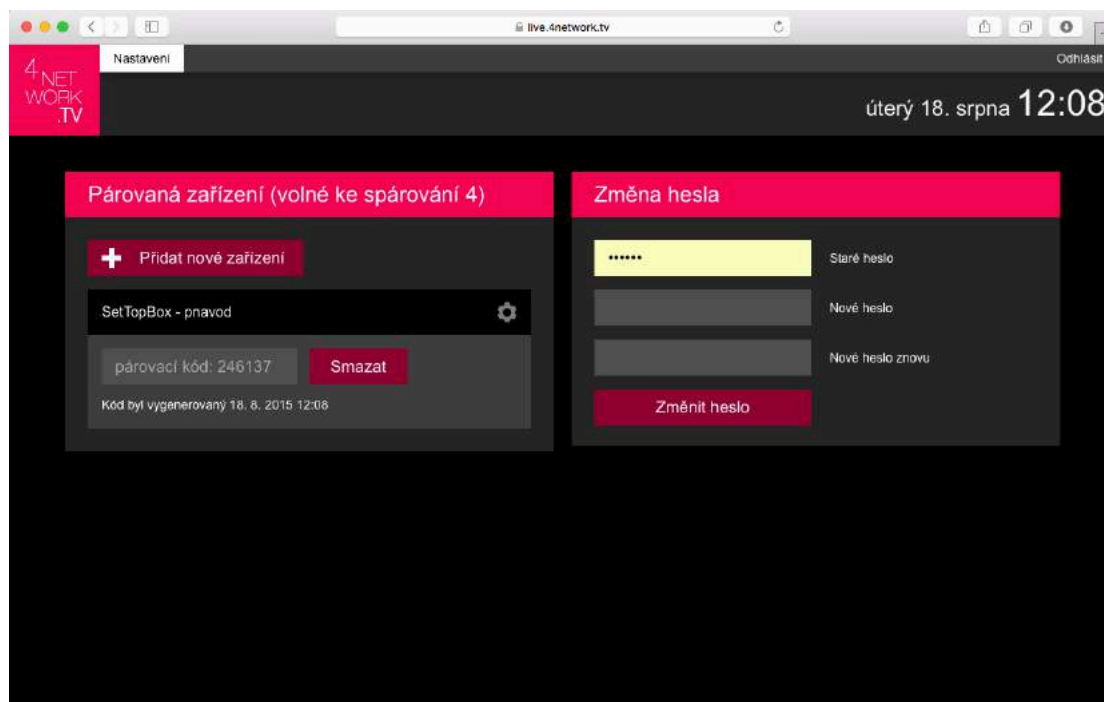 live.4network.tv
4 NET
WORK
.TV
Nastavení
Odhlásit
úterý 18. srpna 12:08
Párovaná zařízení (volné ke spárování 4)
Přidat nové zařízení
SetTopBox - pnavod
párovací kód: 246137
Smazat
Kód byl vygenerovaný 18. 8. 2015 12:08
Změna hesla
••••••
Staré heslo
Nové heslo
Nové heslo znovu
Změnit heslo